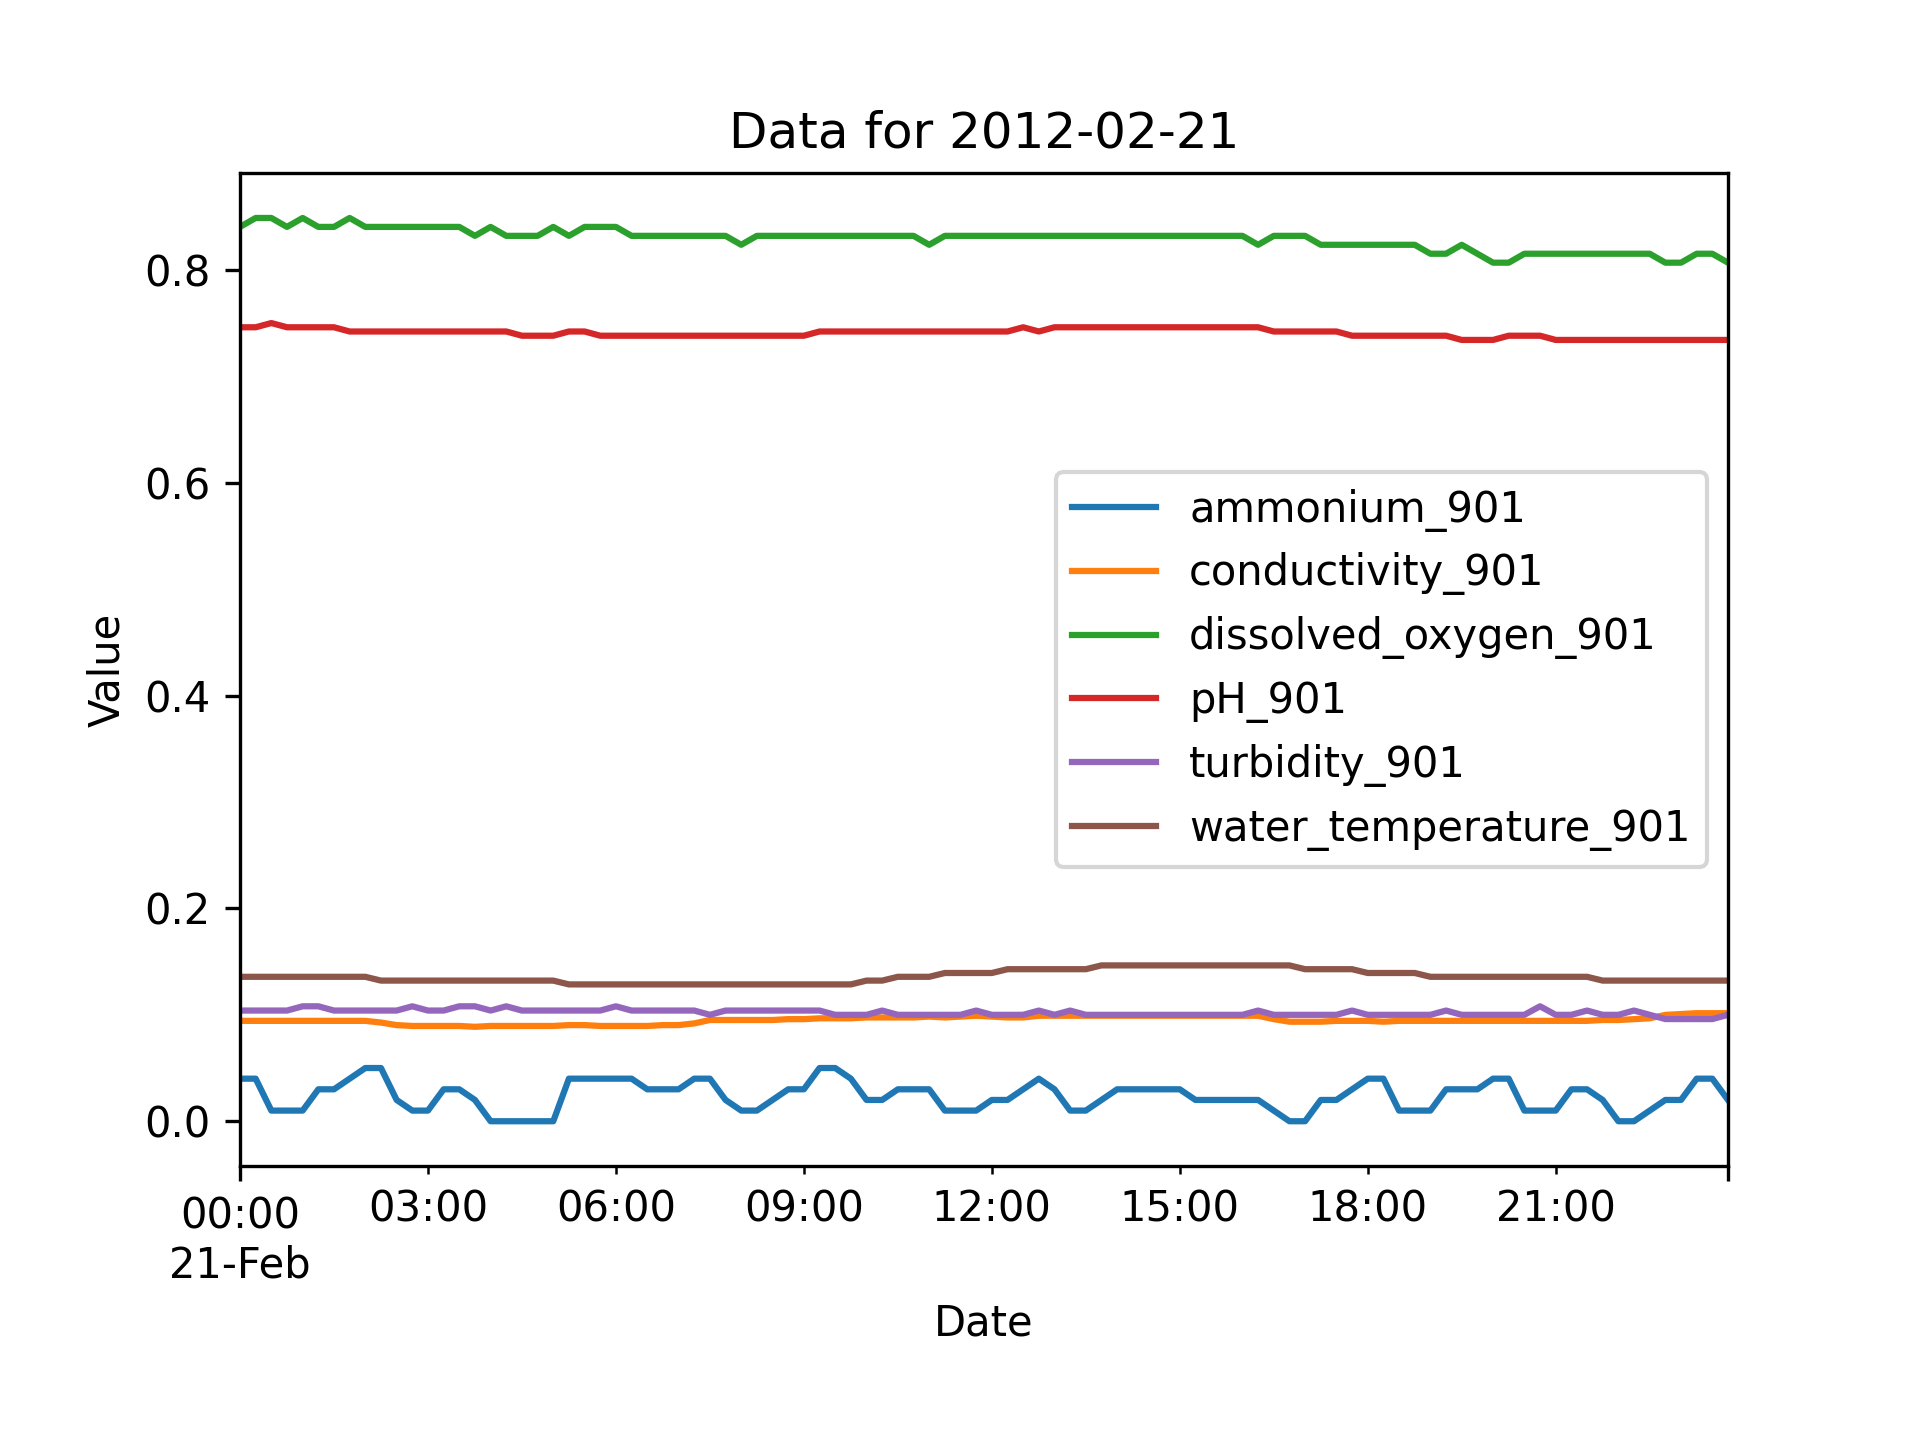 Data for 2012-02-21
0.8
0.6
0.4
0.2
0.0
Value
ammonium_901
conductivity_901
dissolved_oxygen_901
pH_901
turbidity_901
water_temperature_901
00:00 03:00 06:00 09:00 12:00 15:00 18:00 21:00
21-Feb
Date